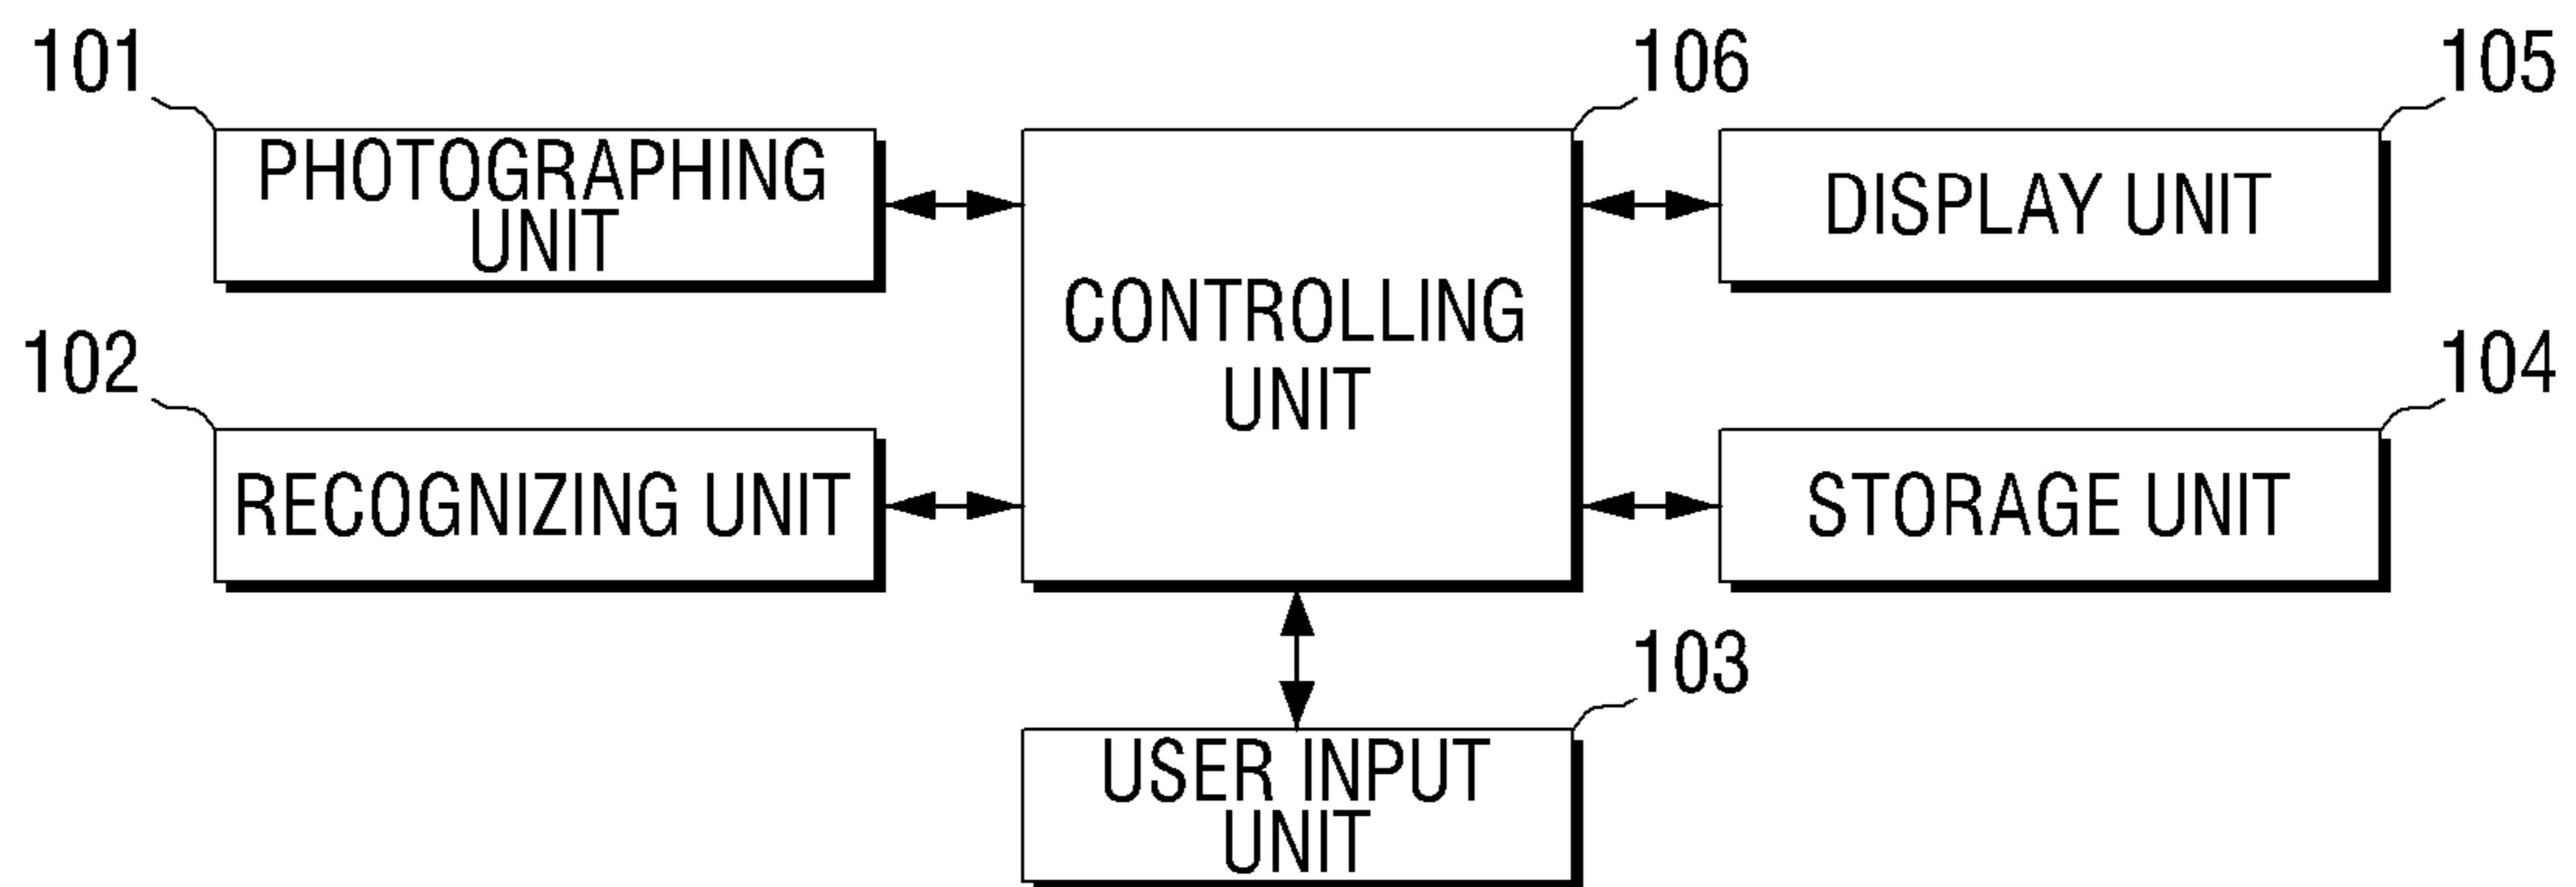 101
106
105
PHOTOGRAPHING
UNIT
CONTROLLING
UNIT
DISPLAY UNIT
102
104
RECOGNIZING UNIT
STORAGE UNIT
103
USER INPUT
UNIT